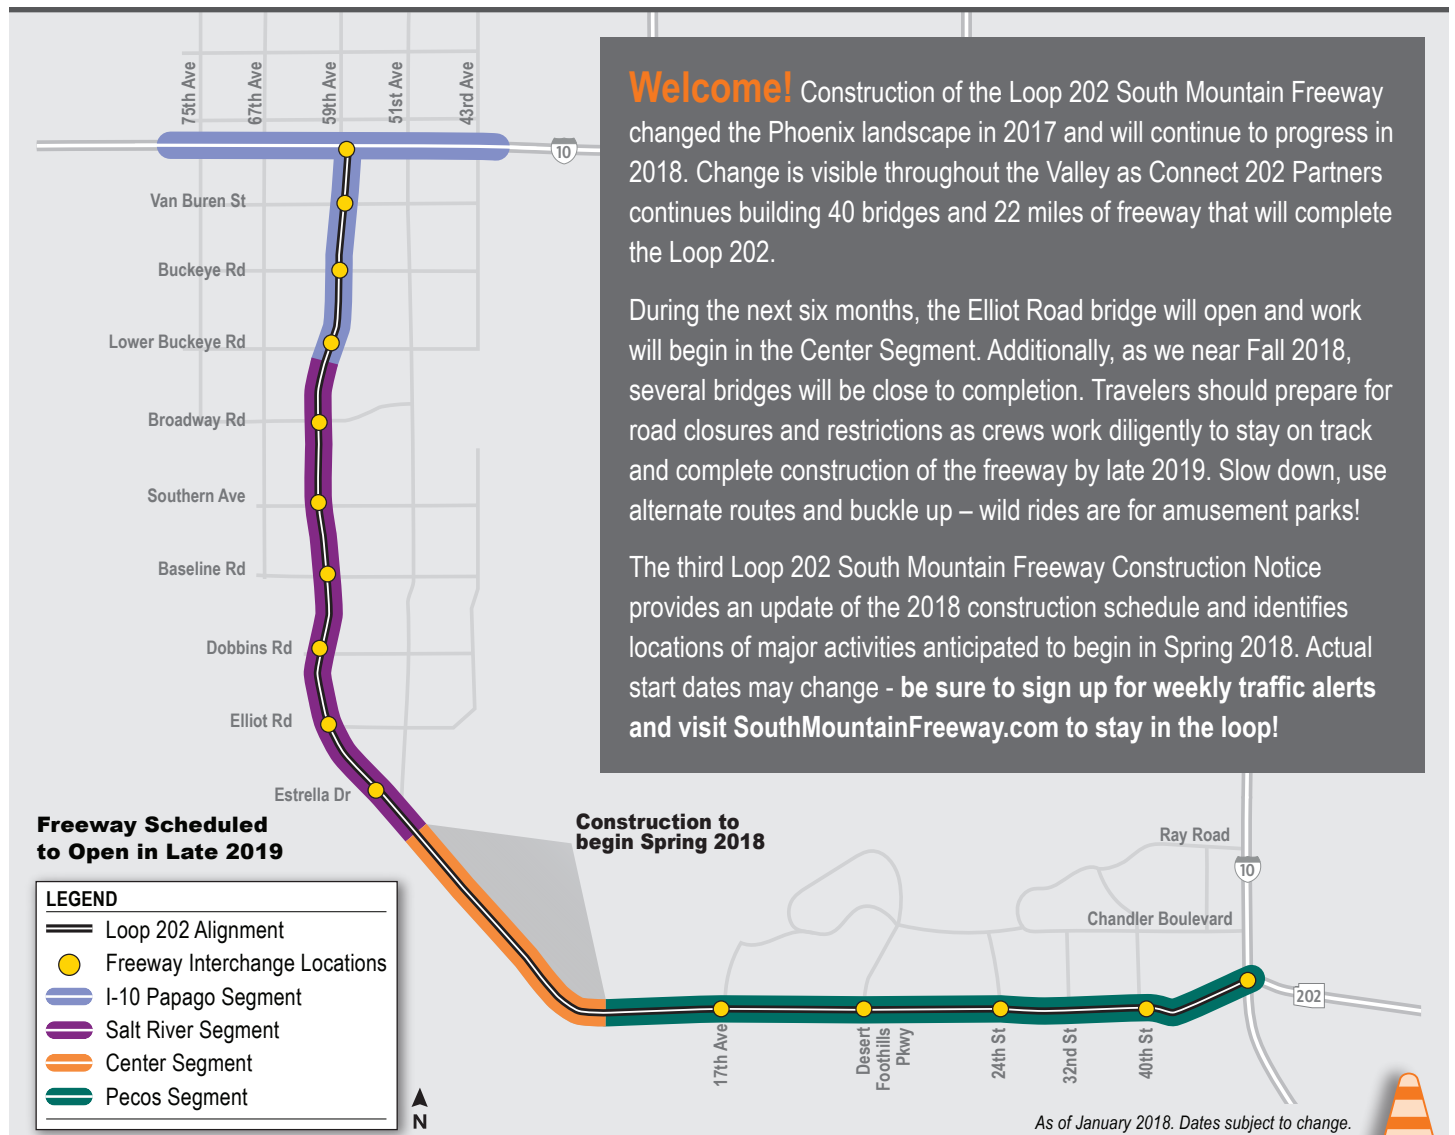 75th Ave
67th Ave
59th Ave
51st Ave
43rd Ave
10
Van Buren St
Buckeye Rd
Lower Buckeye Rd
Broadway Rd
Southern Ave
Baseline Rd
Dobbins Rd
Elliot Rd
Estrella Dr
Welcome! Construction of the Loop 202 South Mountain Freeway
changed the Phoenix landscape in 2017 and will continue to progress in
2018. Change is visible throughout the Valley as Connect 202 Partners
continues building 40 bridges and 22 miles of freeway that will complete
the Loop 202.
During the next six months, the Elliot Road bridge will open and work
will begin in the Center Segment. Additionally, as we near Fall 2018,
several bridges will be close to completion. Travelers should prepare for
road closures and restrictions as crews work diligently to stay on track
and complete construction of the freeway by late 2019. Slow down, use
alternate routes and buckle up – wild rides are for amusement parks!
The third Loop 202 South Mountain Freeway Construction Notice
provides an update of the 2018 construction schedule and identifies
locations of major activities anticipated to begin in Spring 2018. Actual
start dates may change - be sure to sign up for weekly traffic alerts
and visit SouthMountainFreeway.com to stay in the loop!
Freeway Scheduled
to Open in Late 2019
Construction to
begin Spring 2018
Ray Road
10
Chandler Boulevard
202
17th Ave
Desert
Foothills
Pkwy
24th St
32nd St
40th St
LEGEND
Loop 202 Alignment
Freeway Interchange Locations
I-10 Papago Segment
Salt River Segment
Center Segment
Pecos Segment
N
As of January 2018. Dates subject to change.